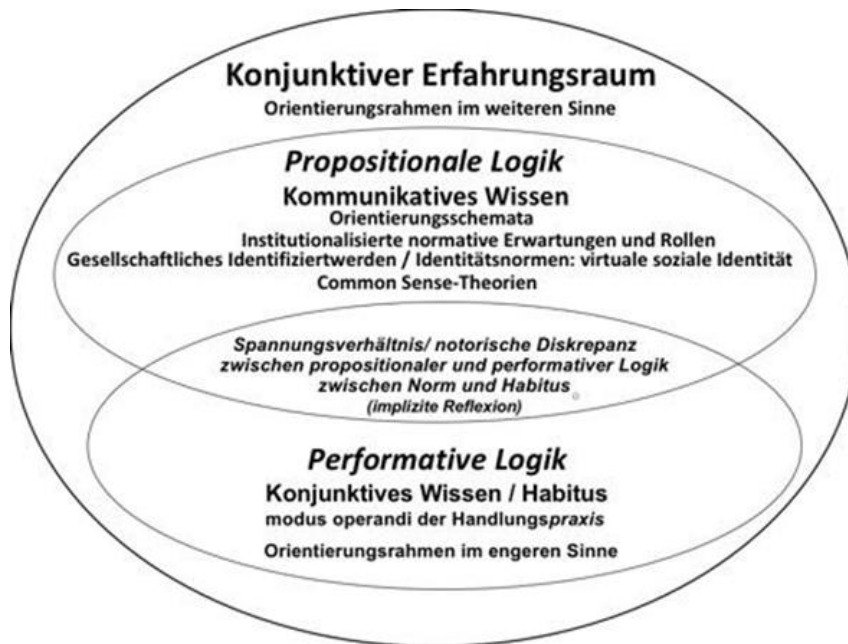 Konjunktiver Erfahrungsraum
Orientierungsrahmen im weiteren Sinne
Propositionale Logik
Kommunikatives Wissen
Orientierungsschemata
Institutionalisierte normative Erwartungen und Rollen
Gesellschaftliches Identifiziertwerden / Identitätsnormen: virtuale soziale Identität
Common Sense-Theorien
Spannungsverhältnis/ notorische Diskrepanz
zwischen propositionaler und performativer Logik
zwischen Norm und Habitus
(implizite Reflexion)
Performative Logik
Konjunktives Wissen / Habitus
modus operandi der Handlungspraxis
Orientierungsrahmen im engeren Sinne